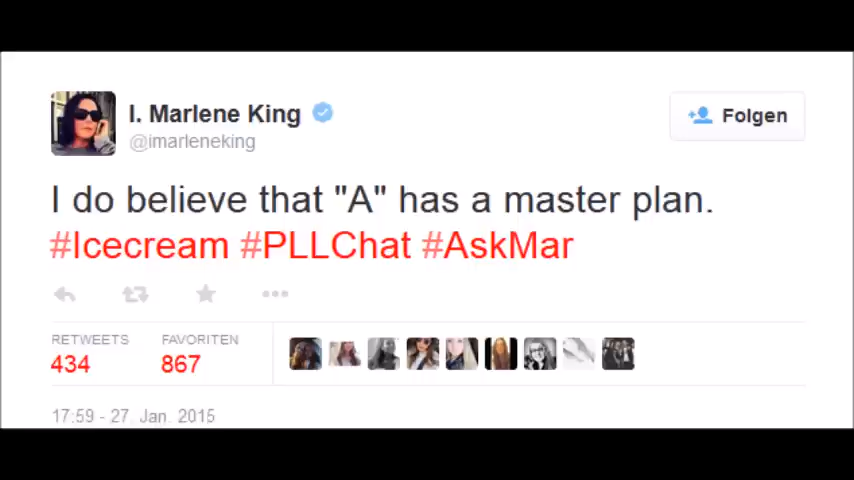 I. Marlene King
@imarleneking
Folgen
I do believe that "A" has a master plan.
#Icecream #PLLChat #AskMar
RETWEETS FAVORITEN
434 867
17:59 - 27. Jan. 2015